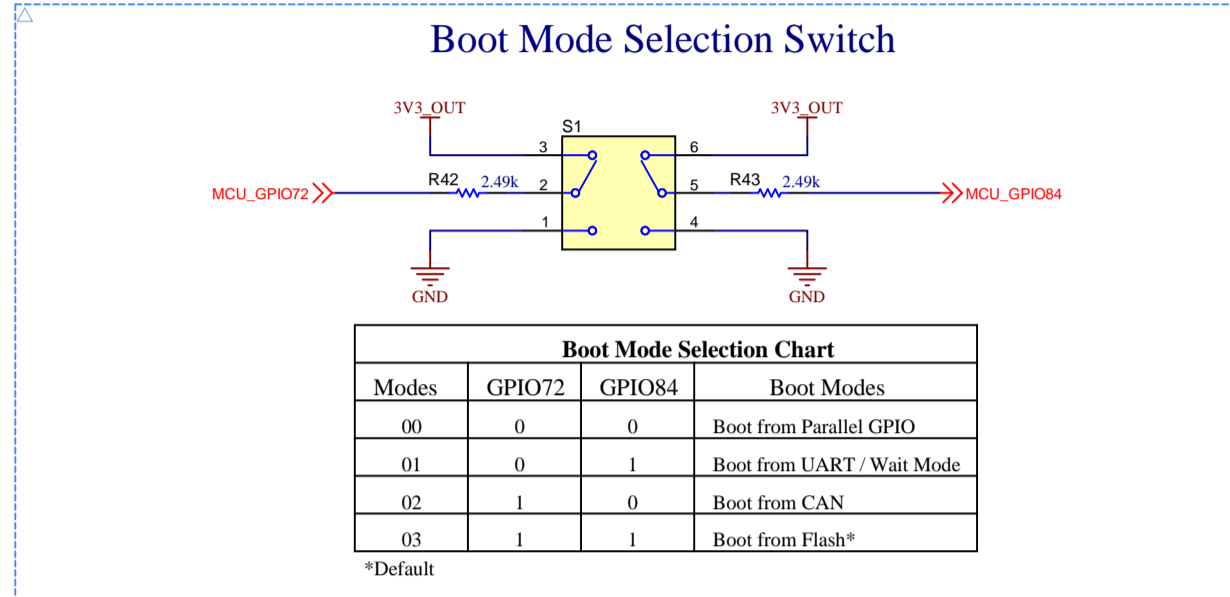 Boot Mode Selection Switch
3V3_OUT 3V3_OUT
S1
3 6
MCU_GPIO72 R42 2.49k 2 5 R43 2.49k MCU_GPIO84
1 4
GND GND
Boot Mode Selection Chart
Modes GPIO72 GPIO84 Boot Modes
00 0 0 Boot from Parallel GPIO
01 0 1 Boot from UART / Wait Mode
02 1 0 Boot from CAN
03 1 1 Boot from Flash*
*Default